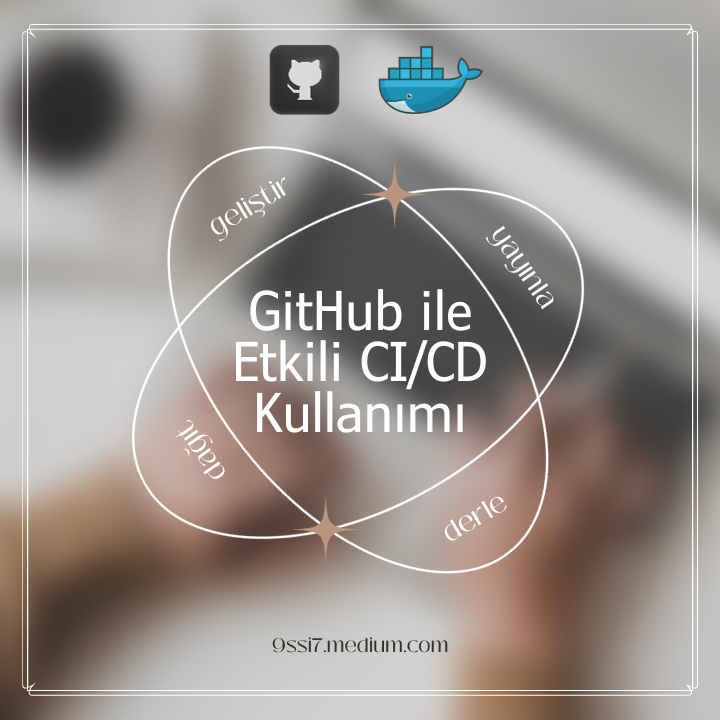 geliştir
yayınla
GitHub ile
Etkili CI/CD
Kullanımı
dağıt
derle
9ssi7.medium.com